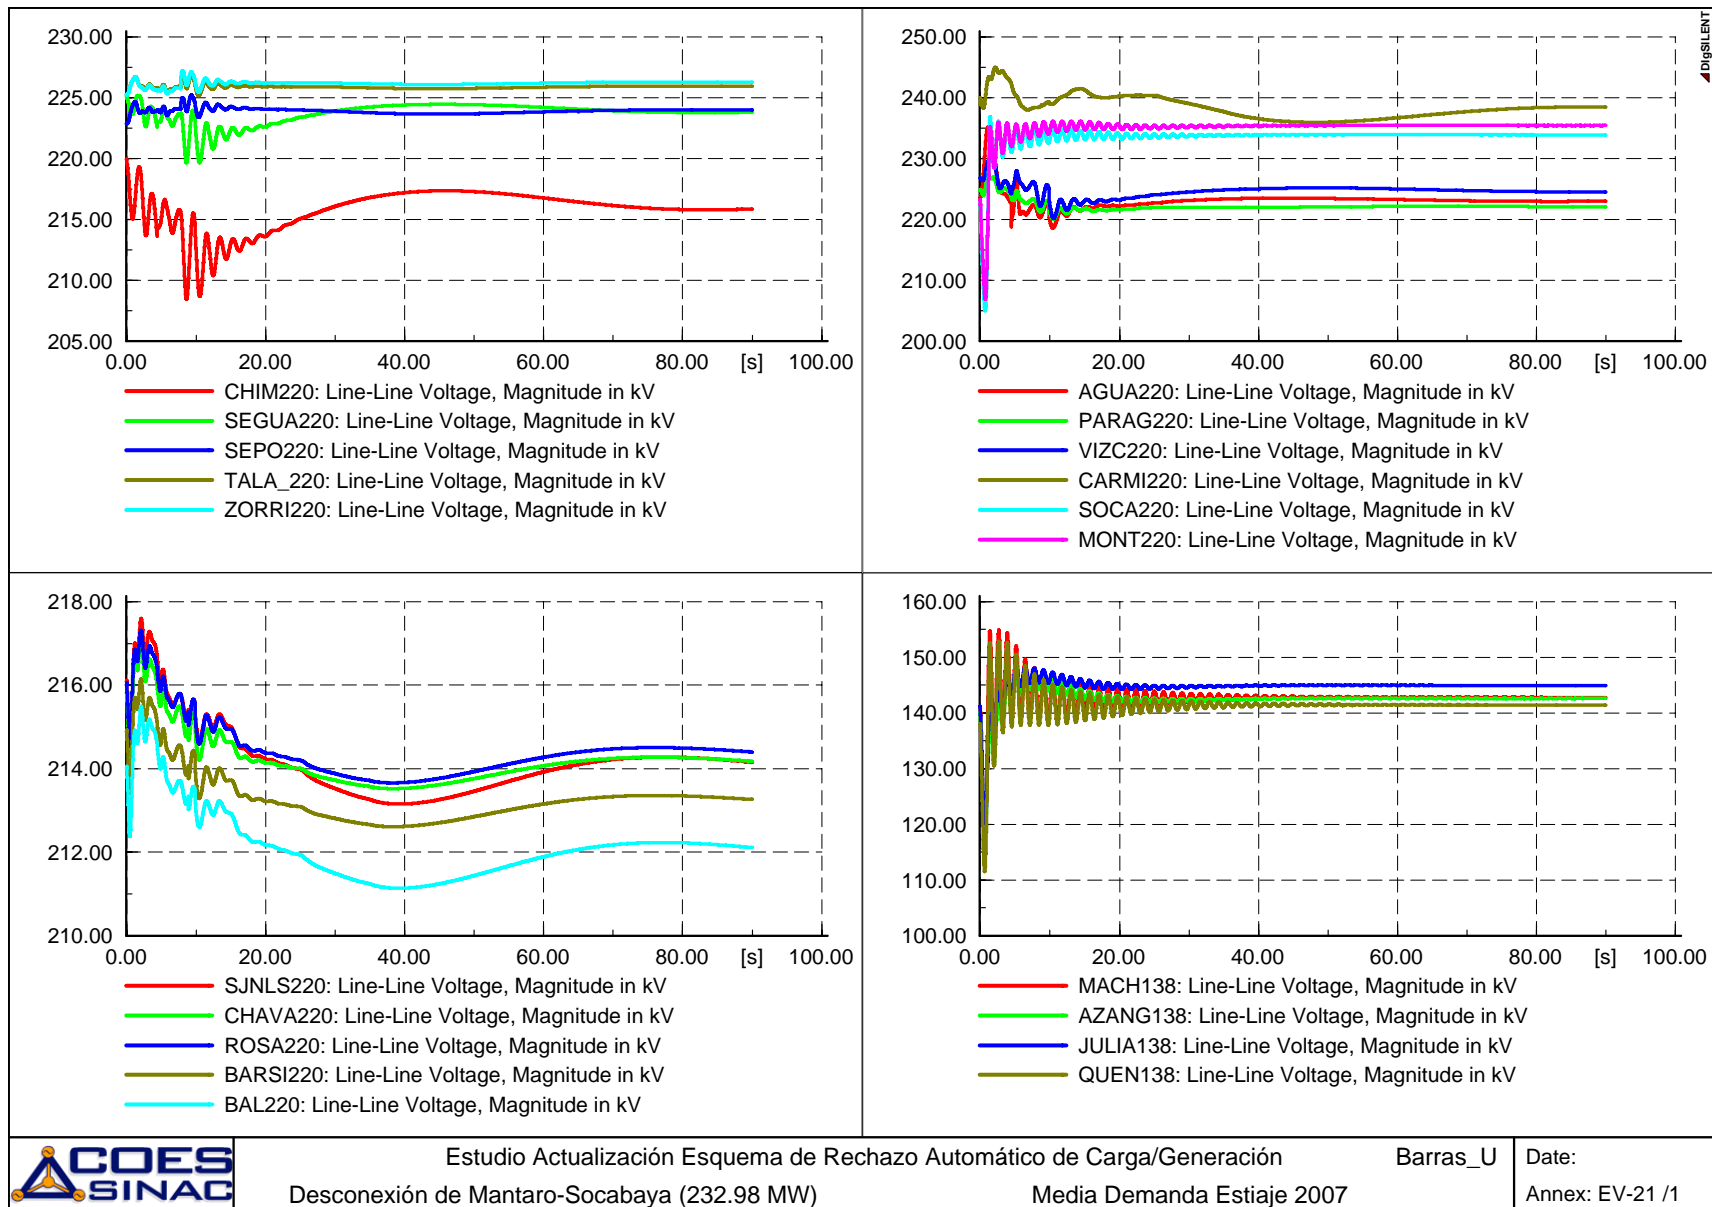 230.00
225.00
220.00
215.00
210.00
205.00
0.00 20.00 40.00 60.00 80.00 [s] 100.00
CHIM220: Line-Line Voltage, Magnitude in kV
SEGUA220: Line-Line Voltage, Magnitude in kV
SEPO220: Line-Line Voltage, Magnitude in kV
TALA_220: Line-Line Voltage, Magnitude in kV
ZORRI220: Line-Line Voltage, Magnitude in kV
250.00
240.00
230.00
220.00
210.00
200.00
0.00 20.00 40.00 60.00 80.00 [s] 100.00
AGUA220: Line-Line Voltage, Magnitude in kV
PARAG220: Line-Line Voltage, Magnitude in kV
VIZC220: Line-Line Voltage, Magnitude in kV
CARMI220: Line-Line Voltage, Magnitude in kV
SOCA220: Line-Line Voltage, Magnitude in kV
MONT220: Line-Line Voltage, Magnitude in kV
DIgSILENT
218.00
216.00
214.00
212.00
210.00
0.00 20.00 40.00 60.00 80.00 [s] 100.00
SJNLS220: Line-Line Voltage, Magnitude in kV
CHAVA220: Line-Line Voltage, Magnitude in kV
ROSA220: Line-Line Voltage, Magnitude in kV
BARSI220: Line-Line Voltage, Magnitude in kV
BAL220: Line-Line Voltage, Magnitude in kV
160.00
150.00
140.00
130.00
120.00
110.00
100.00
0.00 20.00 40.00 60.00 80.00 [s] 100.00
MACH138: Line-Line Voltage, Magnitude in kV
AZANG138: Line-Line Voltage, Magnitude in kV
JULIA138: Line-Line Voltage, Magnitude in kV
QUEN138: Line-Line Voltage, Magnitude in kV
COES
SINAC
Estudio Actualización Esquema de Rechazo Automático de Carga/Generación Barras_U
Desconexión de Mantaro-Socabaya (232.98 MW) Media Demanda Estiaje 2007
Date:
Annex: EV-21 /1